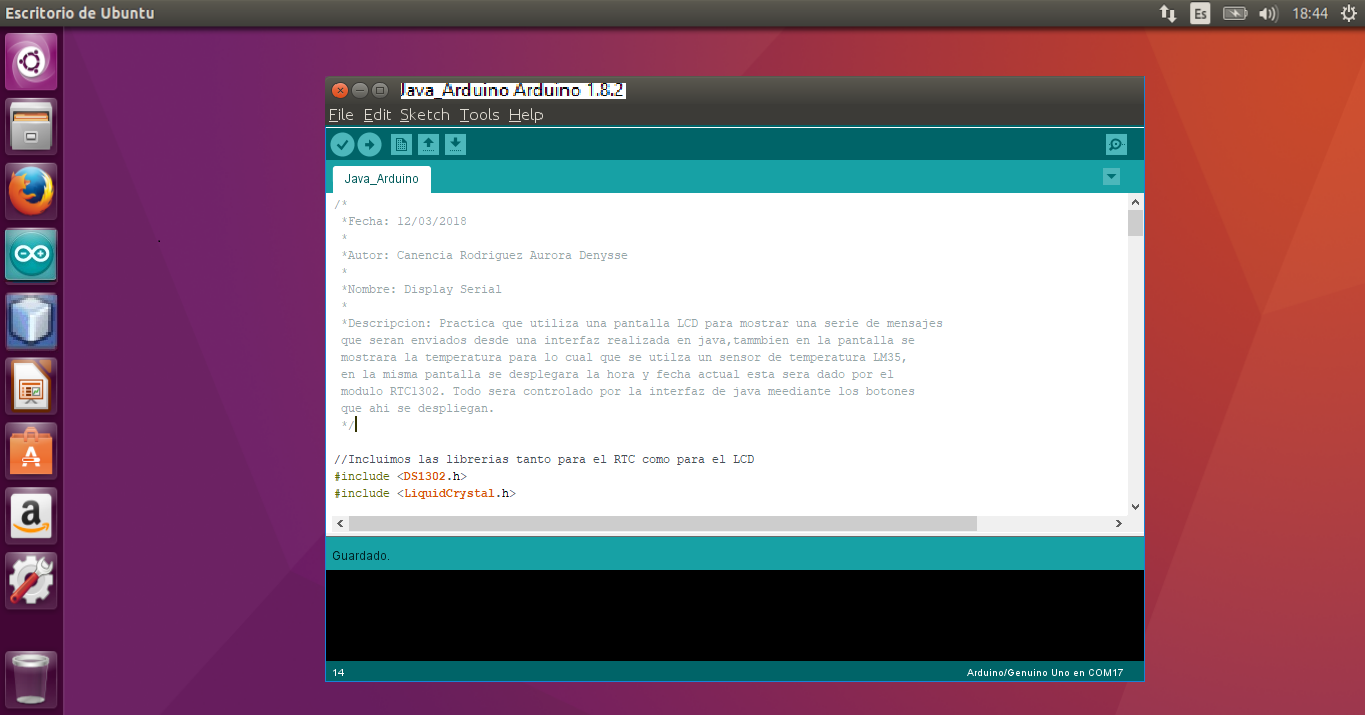 Escritorio de Ubuntu
Es
18:44
Java_Arduino Arduino 1.8.2
File Edit Sketch Tools Help
Java_Arduino
/*
*Fecha: 12/03/2018
*
*Autor: Canencia Rodriguez Aurora Denysse
*
*Nombre: Display Serial
*
*Descripcion: Practica que utiliza una pantalla LCD para mostrar una serie de mensajes
que seran enviados desde una interfaz realizada en java,tammbien en la pantalla se
mostrara la temperatura para lo cual que se utilza un sensor de temperatura LM35,
en la misma pantalla se desplegara la hora y fecha actual esta sera dado por el
modulo RTC1302. Todo sera controlado por la interfaz de java meediante los botones
que ahi se despliegan.
*/
//Incluimos las librerias tanto para el RTC como para el LCD
#include <DS1302.h>
#include <LiquidCrystal.h>
Guardado.
14
Arduino/Genuino Uno en COM17